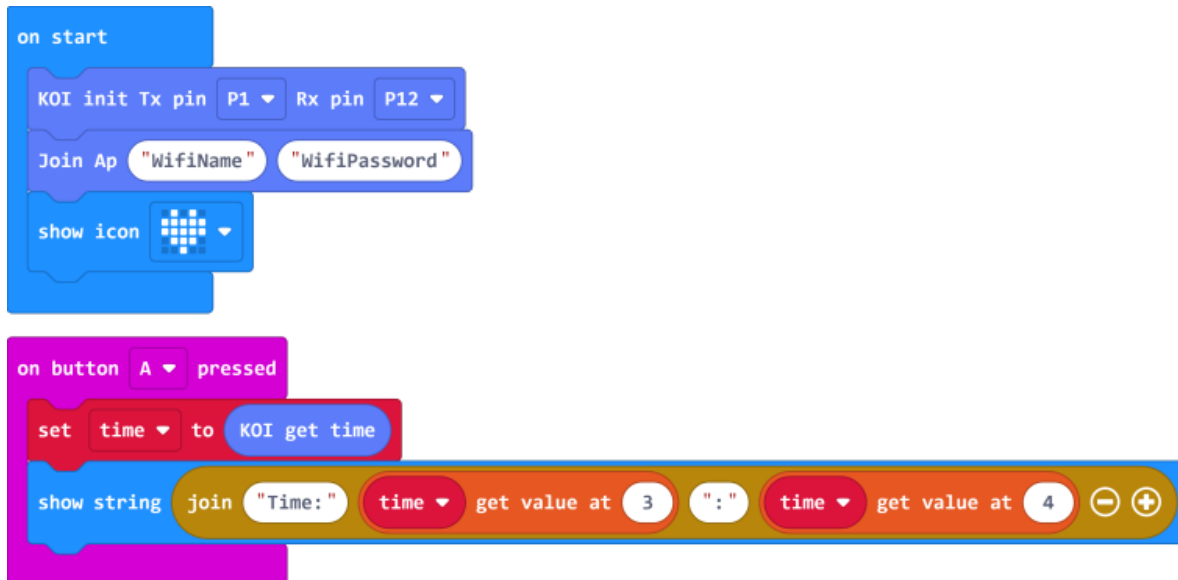 on start
KOI init Tx pin P1 Rx pin P12
Join Ap "WifiName" "WifiPassword"
show icon
on button A pressed
set time to KOI get time
show string join "Time:" time get value at 3 ":" time get value at 4